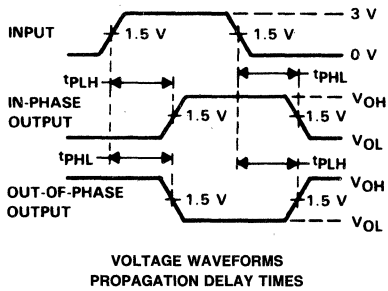 3 V
INPUT
1.5 V
1.5 V
0 V
tPLH
tPHL
VOH
IN-PHASE
OUTPUT
1.5 V
1.5 V
VOL
tPHL
tPLH
VOH
OUT-OF-PHASE
OUTPUT
1.5 V
1.5 V
VOL
VOLTAGE WAVEFORMS
PROPAGATION DELAY TIMES